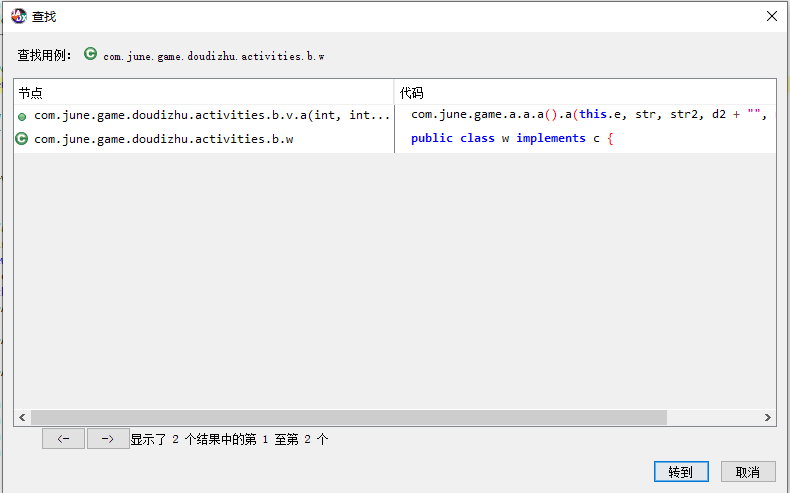 查找
查找用例： com.june.game.doudizhu.activities.b.w
节点 代码
com.june.game.doudizhu.activities.b.v.a(int, int... com.june.game.a.a.a().a(this.e, str, str2, d2 + "",
com.june.game.doudizhu.activities.b.w public class w implements c {
<- -> 显示了 2 个结果中的第 1 至第 2 个
转到 取消